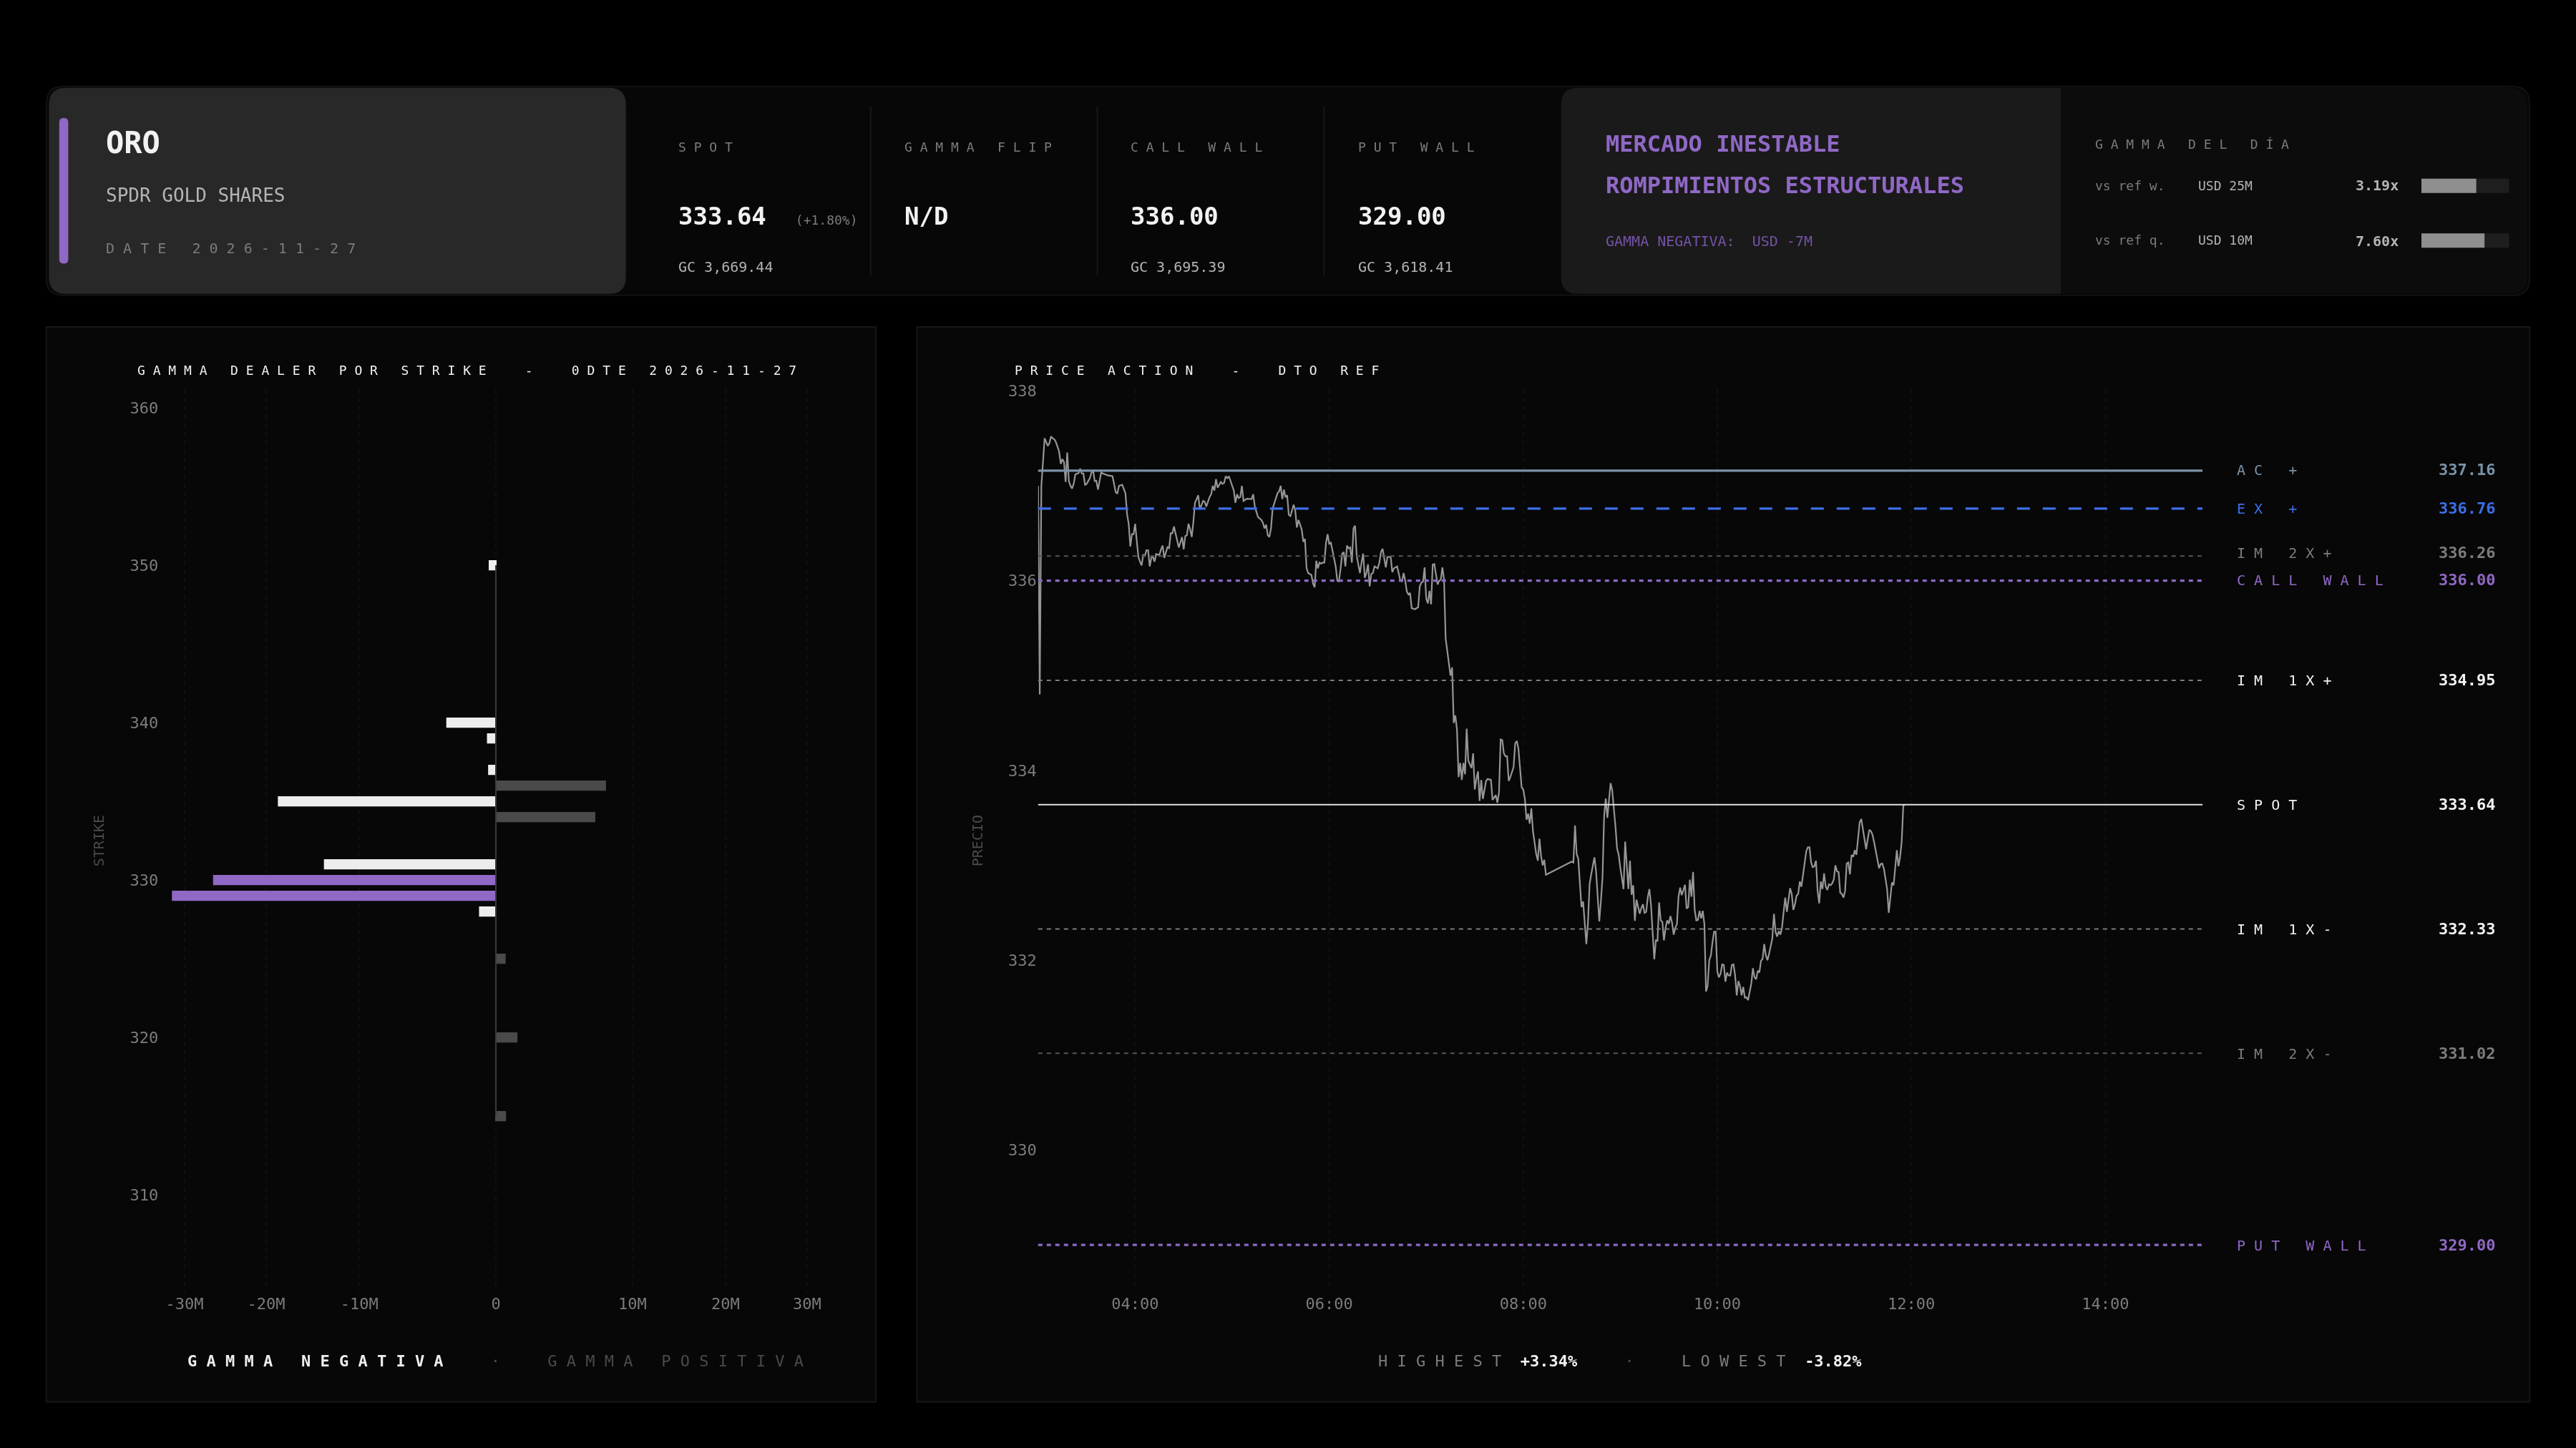 ORO
SPDR GOLD SHARES
DATE 2026-11-27
SPOT
333.64 (+1.80%)
GC 3,669.44
GAMMA FLIP
N/D
CALL WALL
336.00
GC 3,695.39
PUT WALL
329.00
GC 3,618.41
MERCADO INESTABLE
ROMPIMIENTOS ESTRUCTURALES
GAMMA NEGATIVA: USD -7M
GAMMA DEL DÍA
vs ref w. USD 25M 3.19x
vs ref q. USD 10M 7.60x
GAMMA DEALER POR STRIKE - 0DTE 2026-11-27
360
350
340
330
320
310
STRIKE
-30M -20M -10M 0 10M 20M 30M
GAMMA NEGATIVA · GAMMA POSITIVA
PRICE ACTION - DTO REF
338
336
334
332
330
PRECIO
AC + 337.16
EX + 336.76
IM 2X+ 336.26
CALL WALL 336.00
IM 1X+ 334.95
SPOT 333.64
IM 1X- 332.33
IM 2X- 331.02
PUT WALL 329.00
04:00 06:00 08:00 10:00 12:00 14:00
HIGHEST +3.34% · LOWEST -3.82%